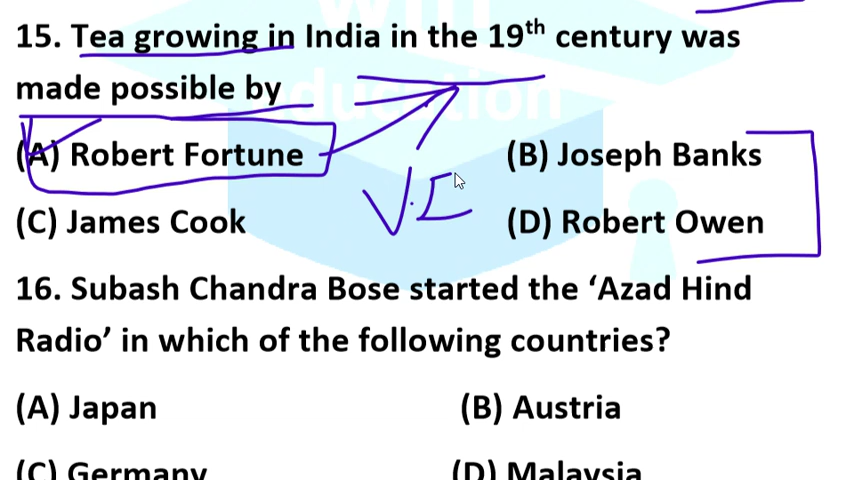 With
education
15. Tea growing in India in the 19th century was
made possible by
(A) Robert Fortune (B) Joseph Banks
V.I
(C) James Cook (D) Robert Owen
16. Subash Chandra Bose started the ‘Azad Hind
Radio’ in which of the following countries?
(A) Japan (B) Austria
(C) Germany (D) Malaysia